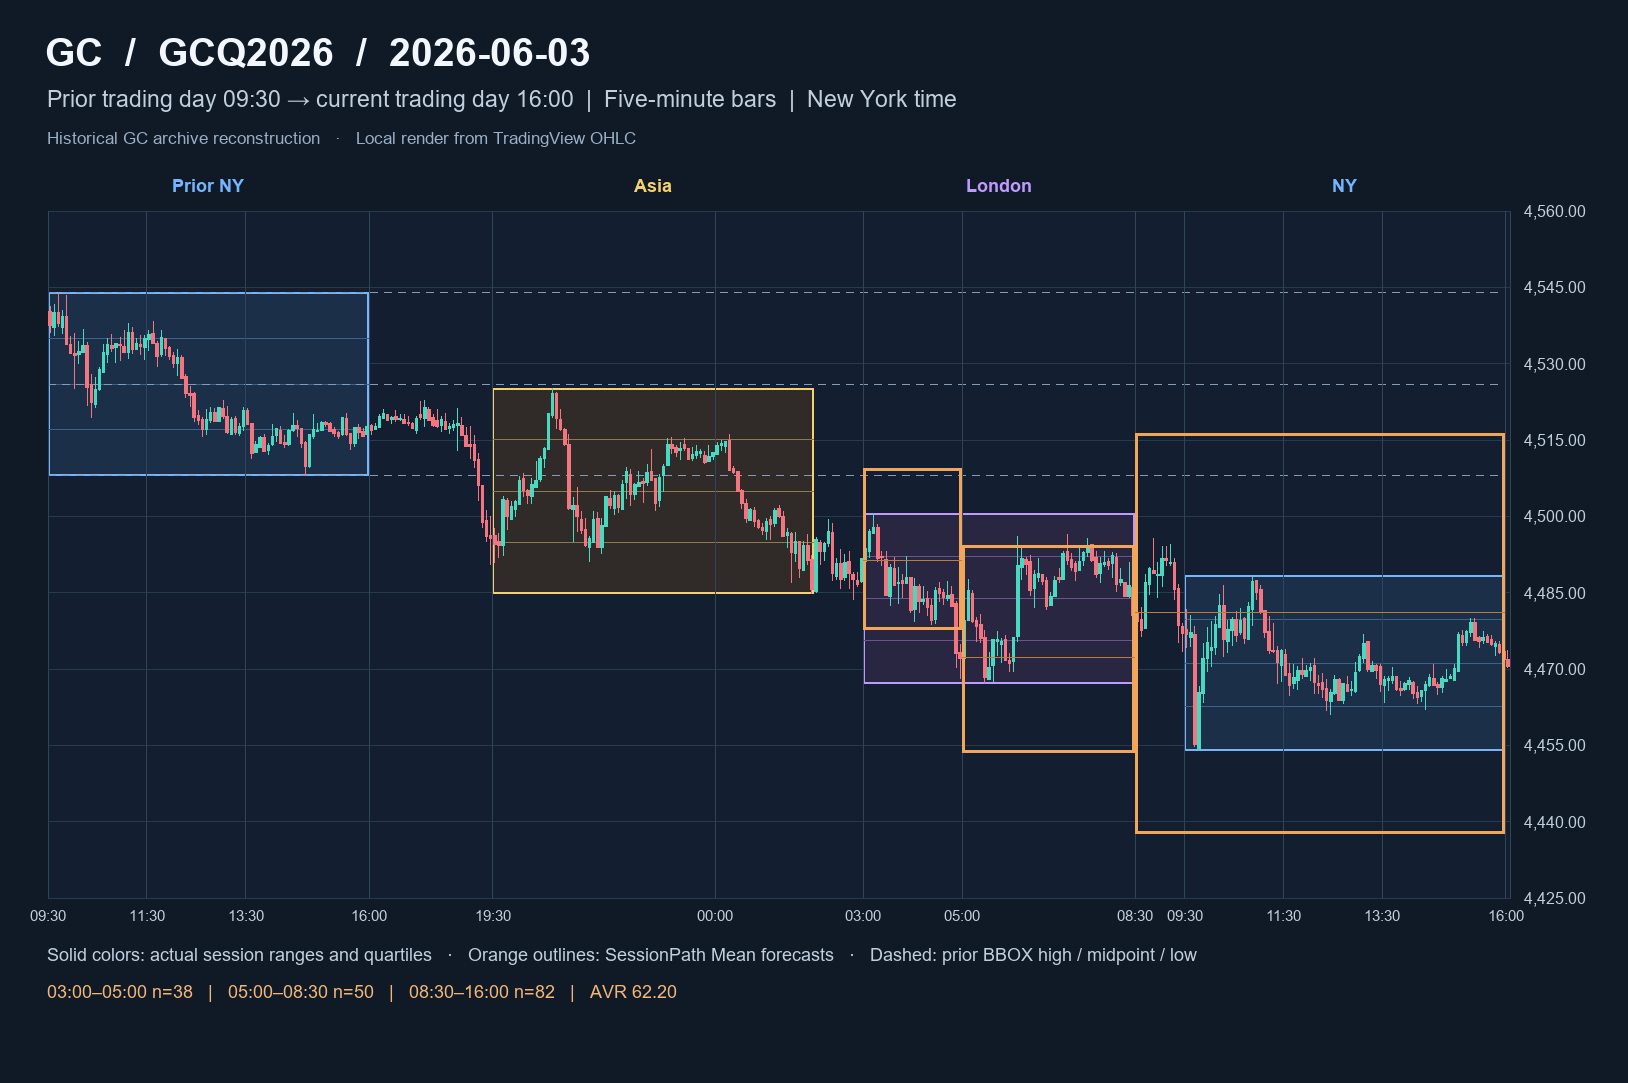 GC / GCQ2026 / 2026-06-03
Prior trading day 09:30 → current trading day 16:00 | Five-minute bars | New York time
Historical GC archive reconstruction · Local render from TradingView OHLC
Prior NY Asia London NY
4,560.00
4,545.00
4,530.00
4,515.00
4,500.00
4,485.00
4,470.00
4,455.00
4,440.00
4,425.00
09:30 11:30 13:30 16:00 19:30 00:00 03:00 05:00 08:30 09:30 11:30 13:30 16:00
Solid colors: actual session ranges and quartiles · Orange outlines: SessionPath Mean forecasts · Dashed: prior BBOX high / midpoint / low
03:00–05:00 n=38 | 05:00–08:30 n=50 | 08:30–16:00 n=82 | AVR 62.20